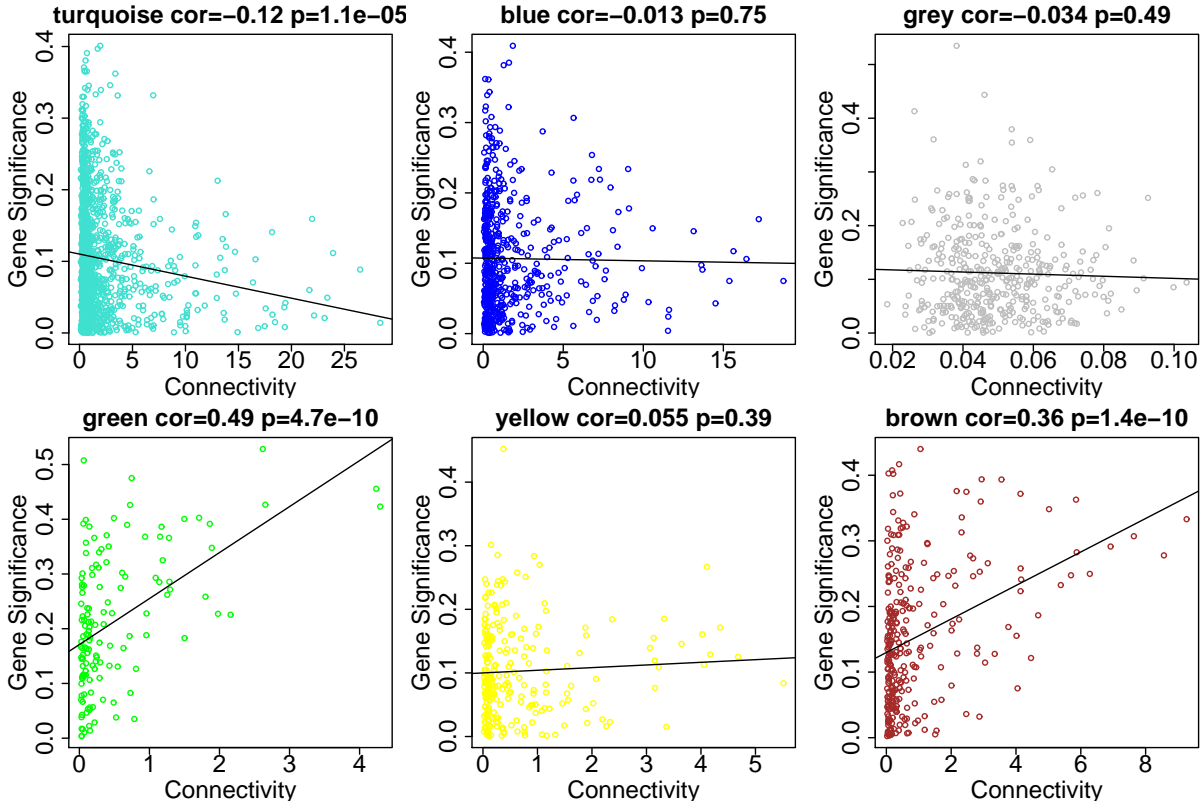 turquoise cor=−0.12 p=1.1e−05
Gene Significance
0.0 0.1 0.2 0.3 0.4
0 5 10 15 20 25
Connectivity
blue cor=−0.013 p=0.75
Gene Significance
0.0 0.1 0.2 0.3 0.4
0 5 10 15
Connectivity
grey cor=−0.034 p=0.49
Gene Significance
0.0 0.2 0.4
0.02 0.04 0.06 0.08 0.10
Connectivity
green cor=0.49 p=4.7e−10
Gene Significance
0.0 0.1 0.2 0.3 0.4 0.5
0 1 2 3 4
Connectivity
yellow cor=0.055 p=0.39
Gene Significance
0.0 0.1 0.2 0.3 0.4
0 1 2 3 4 5
Connectivity
brown cor=0.36 p=1.4e−10
Gene Significance
0.0 0.1 0.2 0.3 0.4
0 2 4 6 8
Connectivity